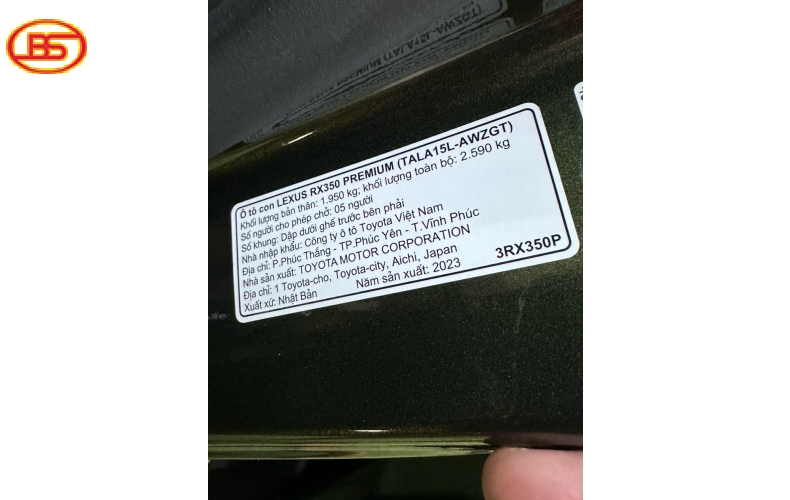 BS
Ô tô con LEXUS RX350 PREMIUM (TALA15L-AWZGT)
Khối lượng bản thân: 1.950 kg; khối lượng toàn bộ: 2.590 kg
Số người cho phép chở: 05 người
Số khung: Dập dưới ghế trước bên phải
Nhà nhập khẩu: Công ty ô tô Toyota Việt Nam
Địa chỉ: P.Phúc Thắng - TP.Phúc Yên - T.Vĩnh Phúc
Nhà sản xuất: TOYOTA MOTOR CORPORATION
Địa chỉ: 1 Toyota-cho, Toyota-city, Aichi, Japan
Xuất xứ: Nhật Bản Năm sản xuất: 2023 3RX350P